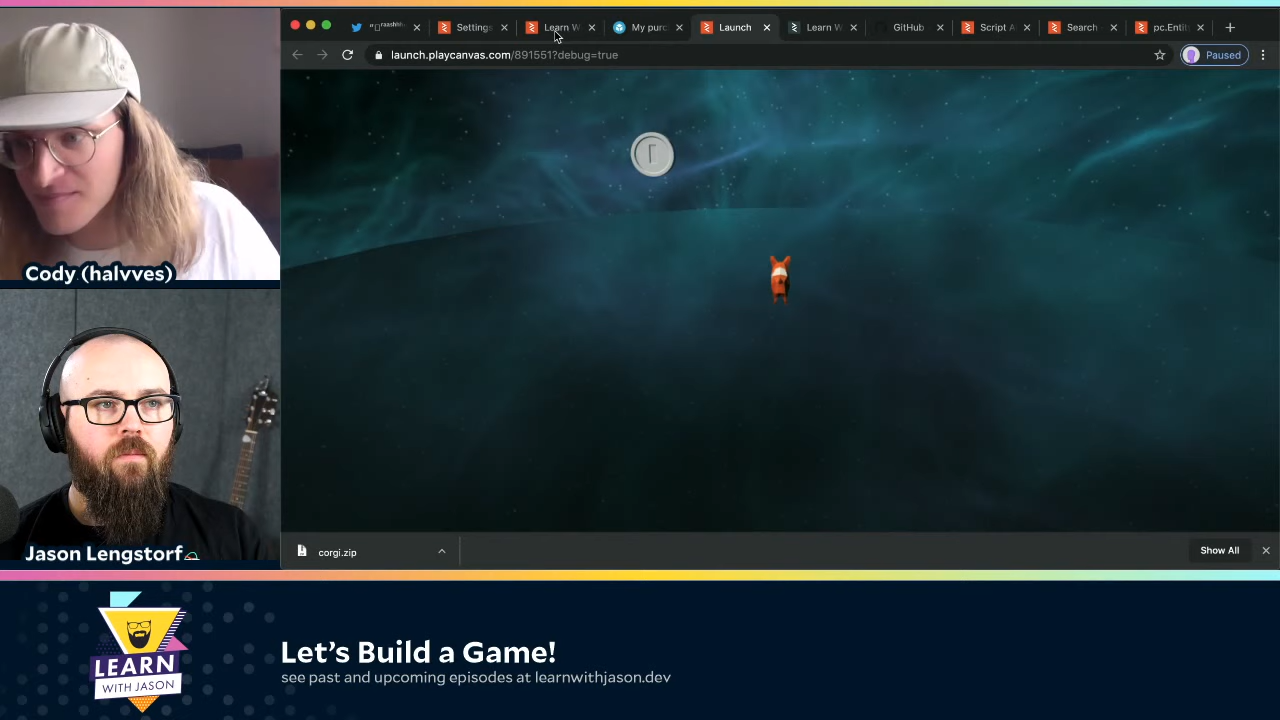 Settings
Learn W
My purc
Launch
Learn W
GitHub
Script A
Search
pc.Entit
launch.playcanvas.com/891551?debug=true
Paused
Cody (halvves)
Jason Lengstorf
corgi.zip
Show All
LEARN
WITH JASON
Let's Build a Game!
see past and upcoming episodes at learnwithjason.dev